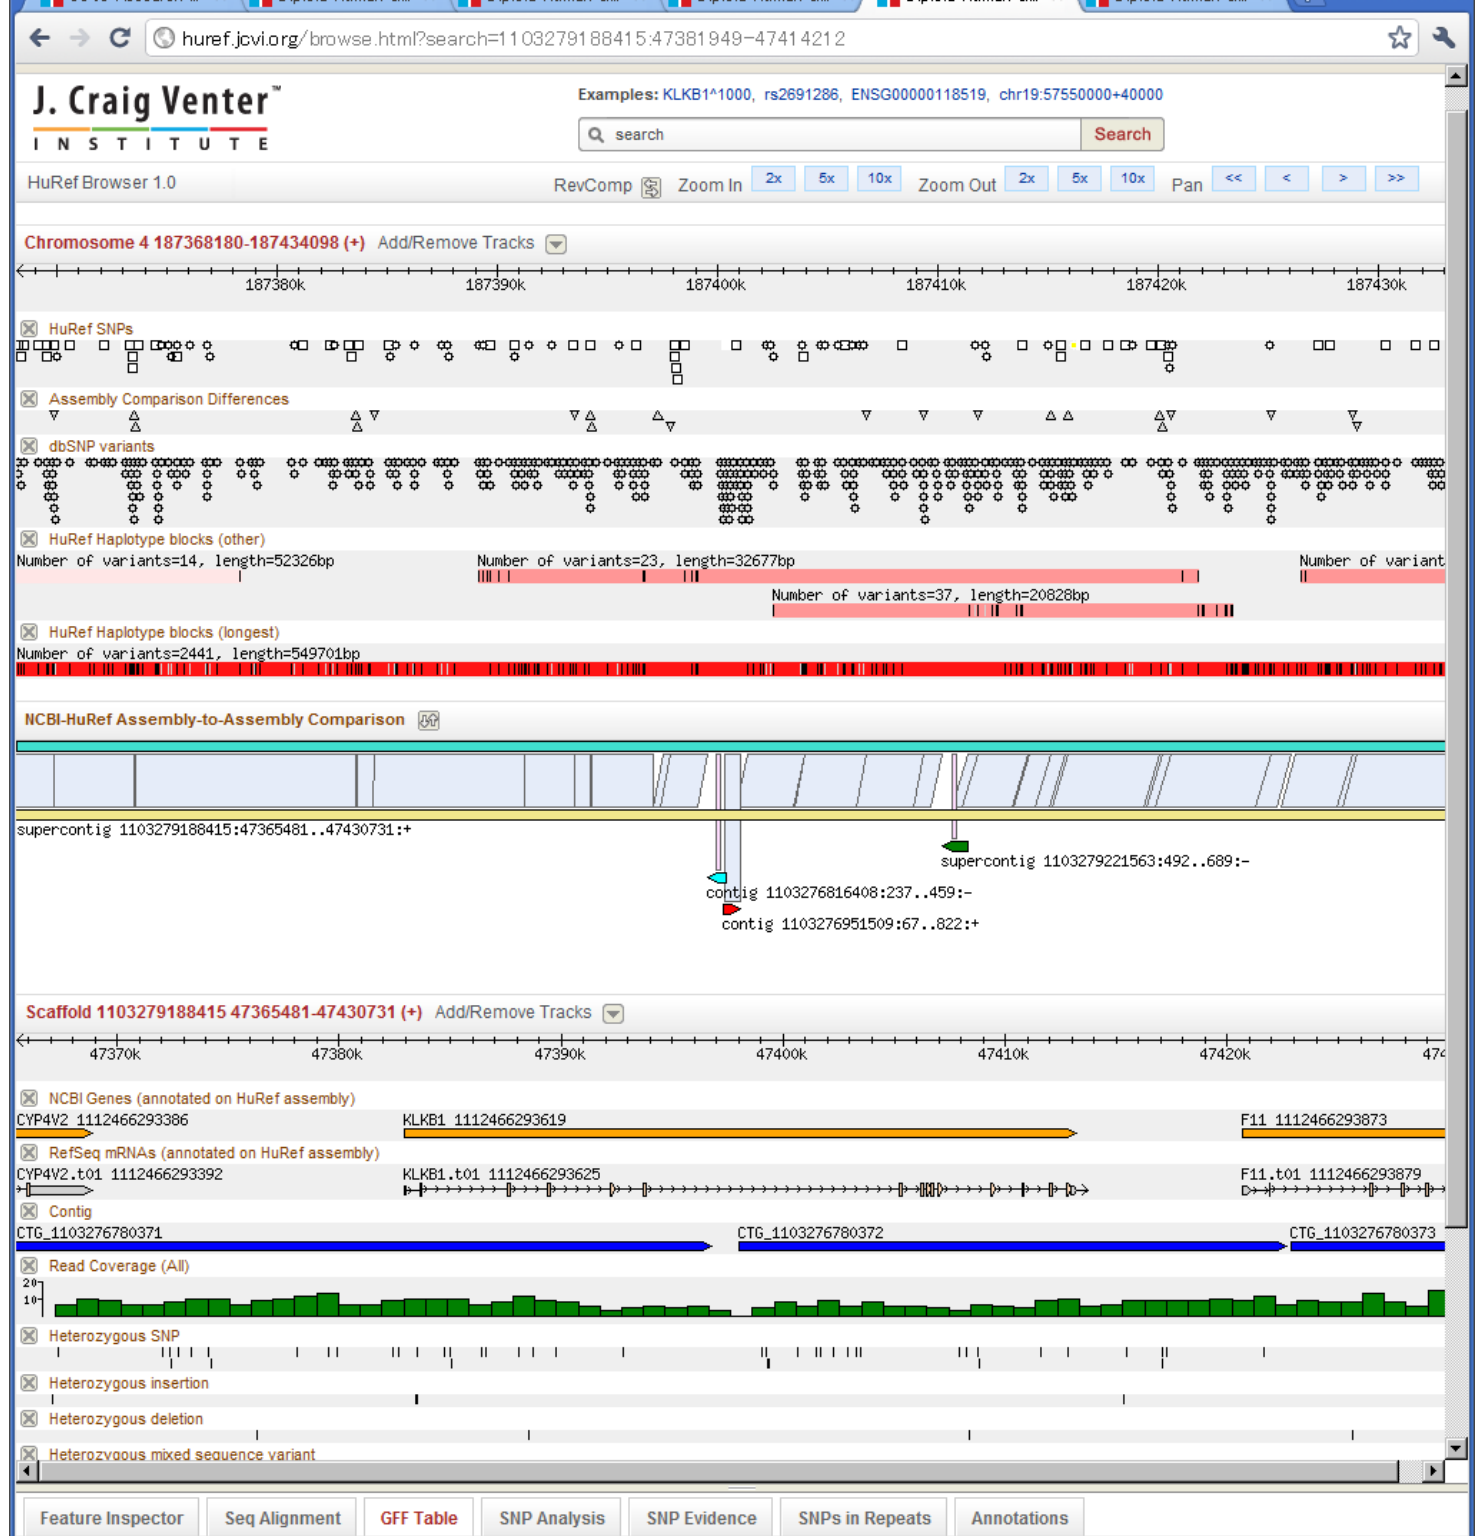 huref.jcvi.org/browse.html?search=1103279188415:47381949-47414212
J. Craig Venter™
INSTITUTE
Examples: KLKB1^1000, rs2691286, ENSG00000118519, chr19:57550000+40000
search Search
HuRef Browser 1.0 RevComp Zoom In 2x 5x 10x Zoom Out 2x 5x 10x Pan << < > >>
Chromosome 4 187368180-187434098 (+) Add/Remove Tracks
187380k 187390k 187400k 187410k 187420k 187430k
HuRef SNPs
Assembly Comparison Differences
dbSNP variants
HuRef Haplotype blocks (other)
Number of variants=14, length=52326bp Number of variants=23, length=32677bp Number of variant
Number of variants=37, length=20828bp
HuRef Haplotype blocks (longest)
Number of variants=2441, length=549701bp
NCBI-HuRef Assembly-to-Assembly Comparison
supercontig 1103279188415:47365481..47430731:+
supercontig 1103279221563:492..689:-
contig 1103276816408:237..459:-
contig 1103276951509:67..822:+
Scaffold 1103279188415 47365481-47430731 (+) Add/Remove Tracks
47370k 47380k 47390k 47400k 47410k 47420k 474
NCBI Genes (annotated on HuRef assembly)
CYP4V2 1112466293386 KLKB1 1112466293619 F11 1112466293873
RefSeq mRNAs (annotated on HuRef assembly)
CYP4V2.t01 1112466293392 KLKB1.t01 1112466293625 F11.t01 1112466293879
Contig
CTG_1103276780371 CTG_1103276780372 CTG_1103276780373
Read Coverage (All)
20
10
Heterozygous SNP
Heterozygous insertion
Heterozygous deletion
Heterozygous mixed sequence variant
Feature Inspector Seq Alignment GFF Table SNP Analysis SNP Evidence SNPs in Repeats Annotations